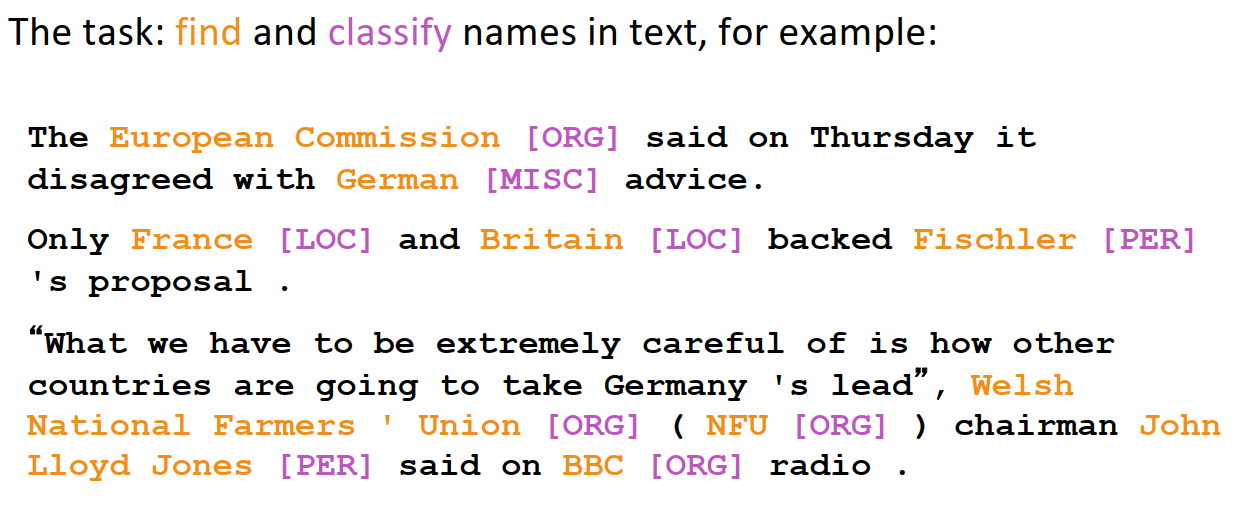 The task: find and classify names in text, for example:
The European Commission [ORG] said on Thursday it
disagreed with German [MISC] advice.
Only France [LOC] and Britain [LOC] backed Fischler [PER]
's proposal .
“What we have to be extremely careful of is how other
countries are going to take Germany 's lead”, Welsh
National Farmers ' Union [ORG] ( NFU [ORG] ) chairman John
Lloyd Jones [PER] said on BBC [ORG] radio .